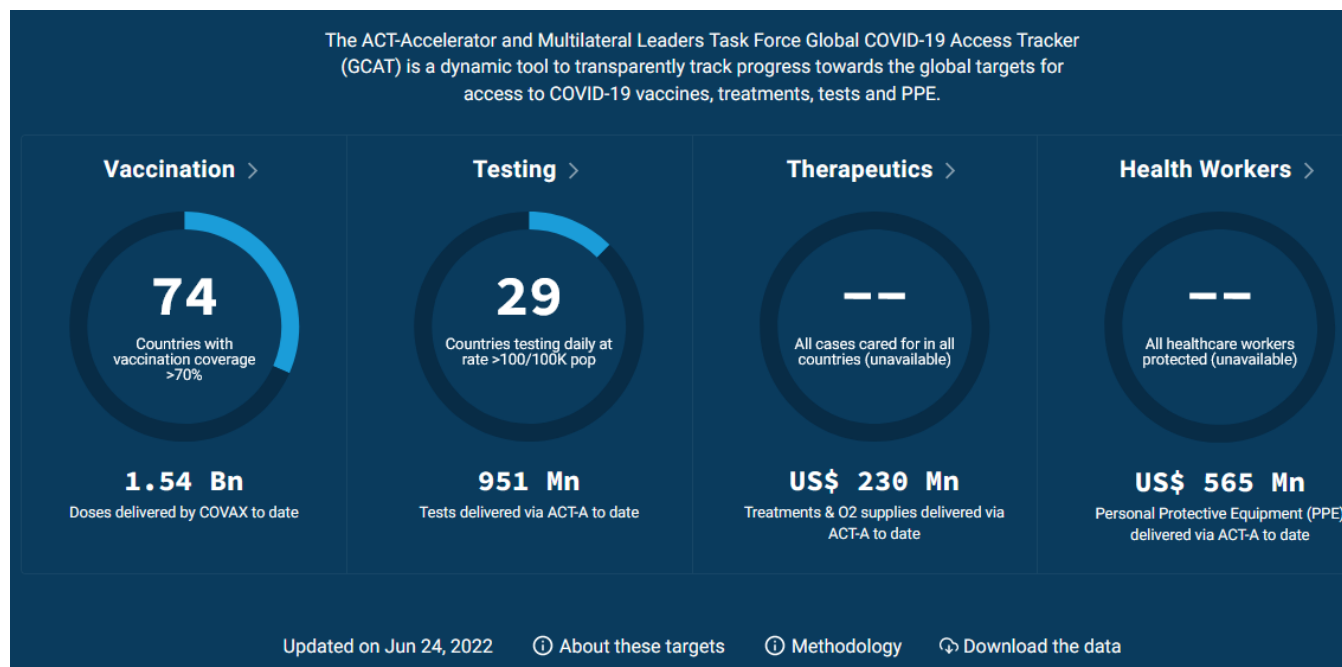 The ACT-Accelerator and Multilateral Leaders Task Force Global COVID-19 Access Tracker
(GCAT) is a dynamic tool to transparently track progress towards the global targets for
access to COVID-19 vaccines, treatments, tests and PPE.
Vaccination >
74
Countries with
vaccination coverage
>70%
1.54 Bn
Doses delivered by COVAX to date
Testing >
29
Countries testing daily at
rate >100/100K pop
951 Mn
Tests delivered via ACT-A to date
Therapeutics >
--
All cases cared for in all
countries (unavailable)
US$ 230 Mn
Treatments & O2 supplies delivered via
ACT-A to date
Health Workers >
--
All healthcare workers
protected (unavailable)
US$ 565 Mn
Personal Protective Equipment (PPE)
delivered via ACT-A to date
Updated on Jun 24, 2022 About these targets Methodology Download the data